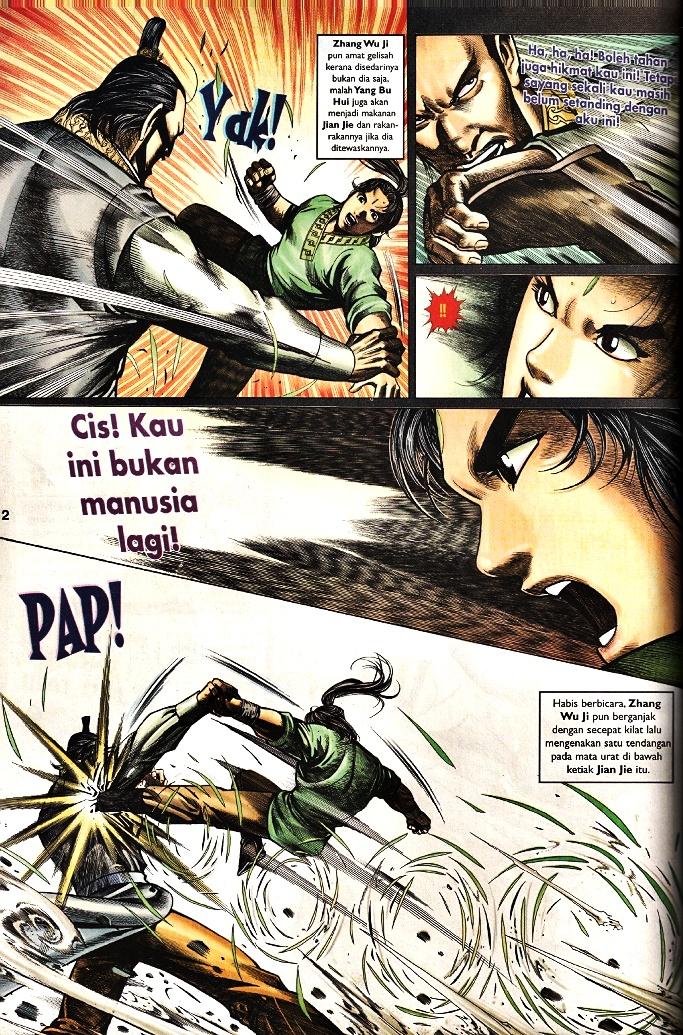 Zhang Wu Ji
pun amat gelisah
kerana disedarinya
bukan dia saja,
malah Yang Bu
Hui juga akan
menjadi makanan
Jian Jie dan rakan-
rakannya jika dia
ditewaskannya.
Yak!
Ha, ha, ha! Boleh tahan
juga hikmat kau ini! Tetapi
sayang sekali kau masih
belum setanding dengan
aku ini!
!!
Cis! Kau
ini bukan
manusia
lagi!
2
PAP!
Habis berbicara, Zhang
Wu Ji pun berganjak
dengan secepat kilat lalu
mengenakan satu tendangan
pada mata urat di bawah
ketiak Jian Jie itu.